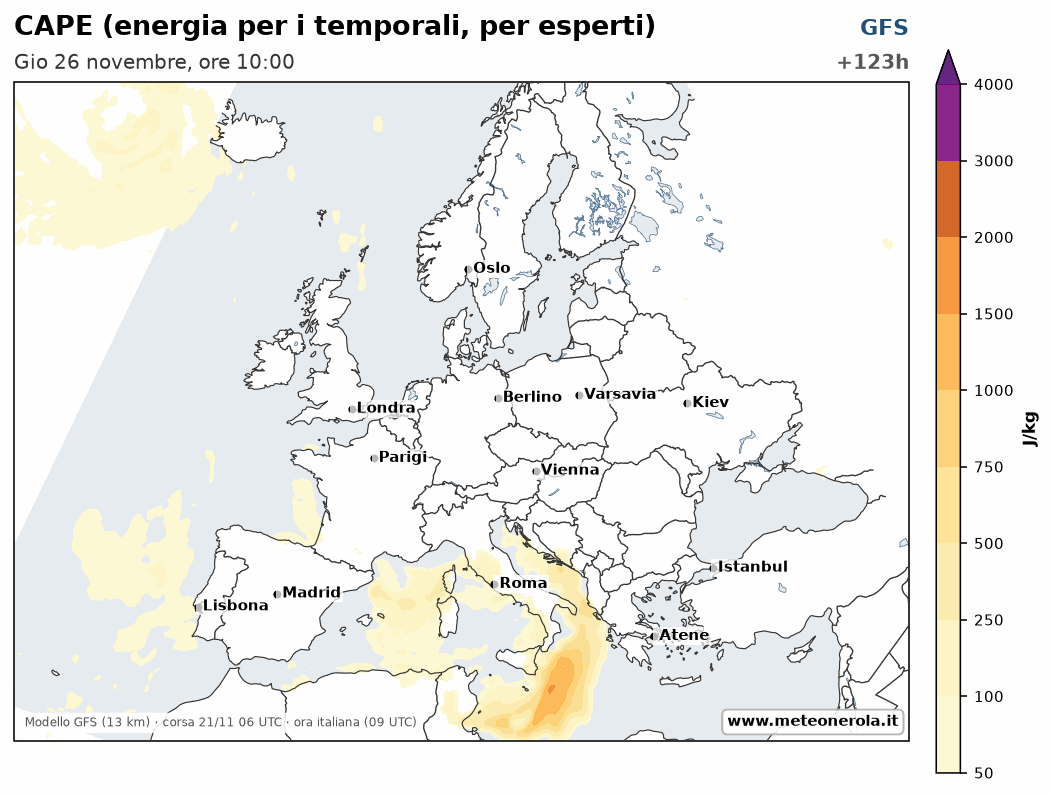 CAPE (energia per i temporali, per esperti)
GFS
Gio 26 novembre, ore 10:00
+123h
4000
3000
2000
1500
1000
750
500
250
100
50
J/kg
Oslo
Berlino
Varsavia
Kiev
Londra
Parigi
Vienna
Istanbul
Roma
Madrid
Lisbona
Atene
Modello GFS (13 km) · corsa 21/11 06 UTC · ora italiana (09 UTC)
www.meteonerola.it